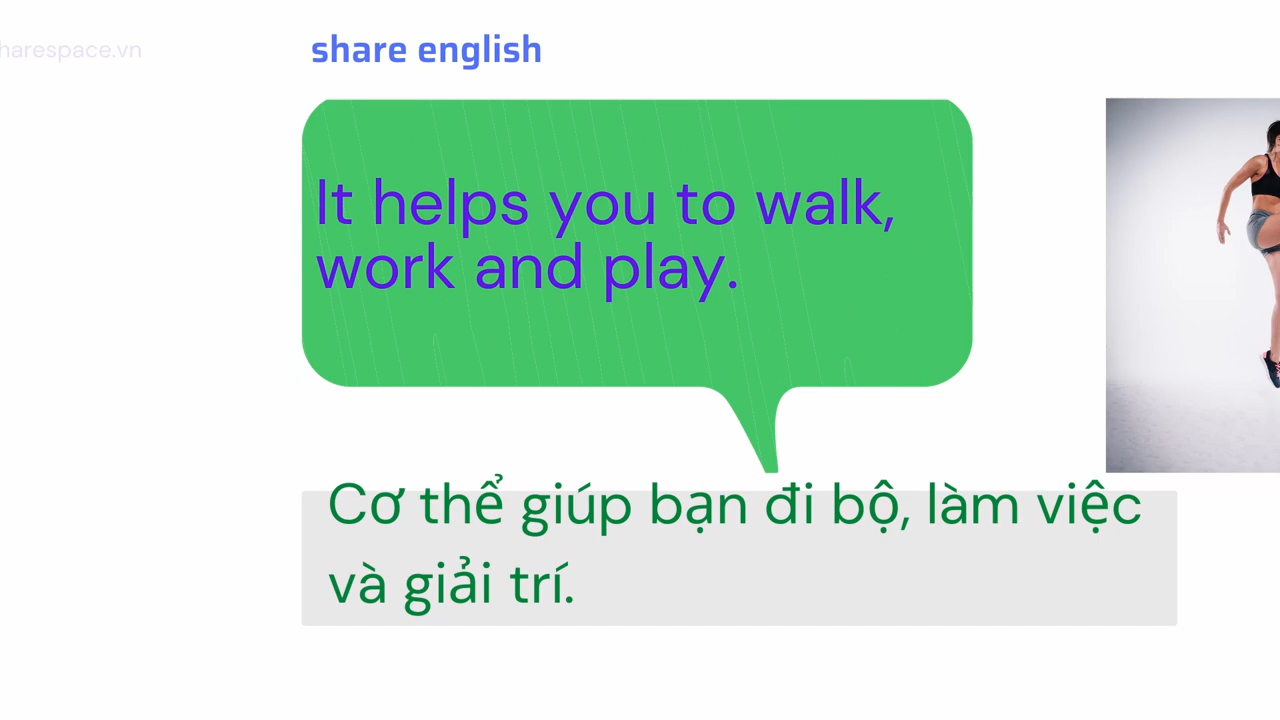 harespace.vn
share english
It helps you to walk,
work and play.
Cơ thể giúp bạn đi bộ, làm việc
và giải trí.